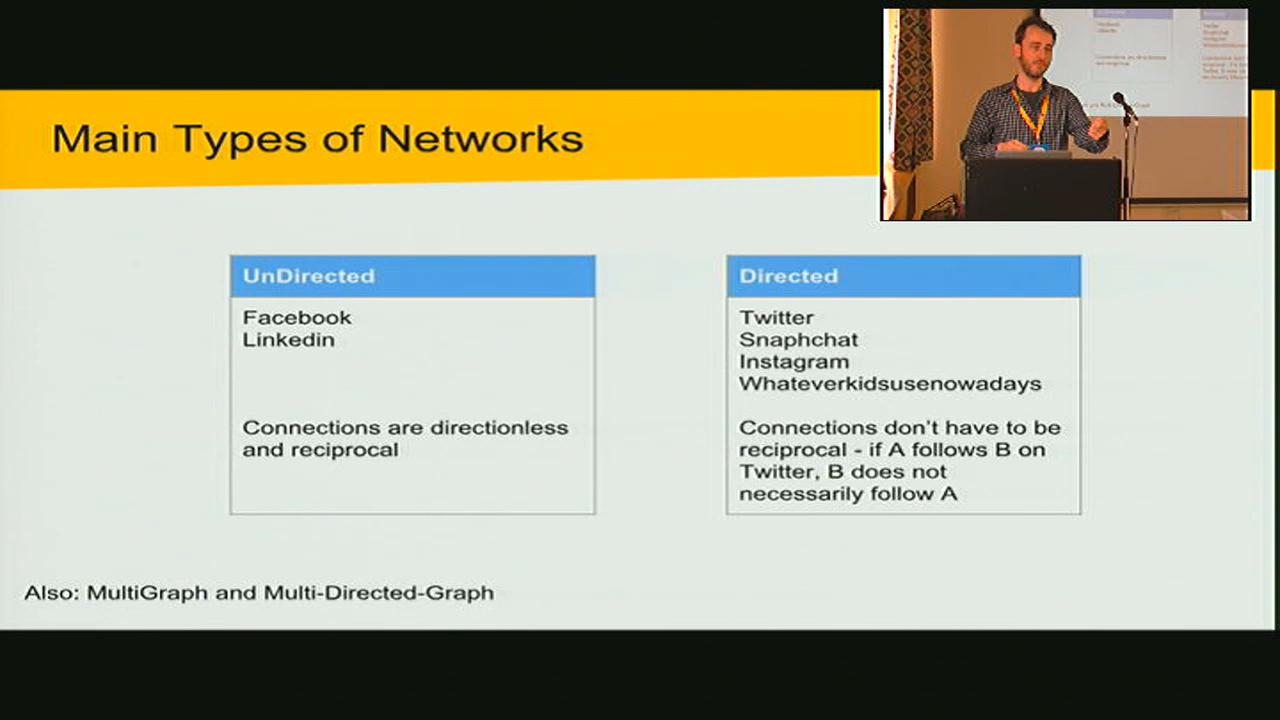 Main Types of Networks
UnDirected
Facebook
Linkedin
Connections are directionless
and reciprocal
Directed
Twitter
Snaphchat
Instagram
Whateverkidsusenowadays
Connections don't have to be
reciprocal - if A follows B on
Twitter, B does not
necessarily follow A
Also: MultiGraph and Multi-Directed-Graph